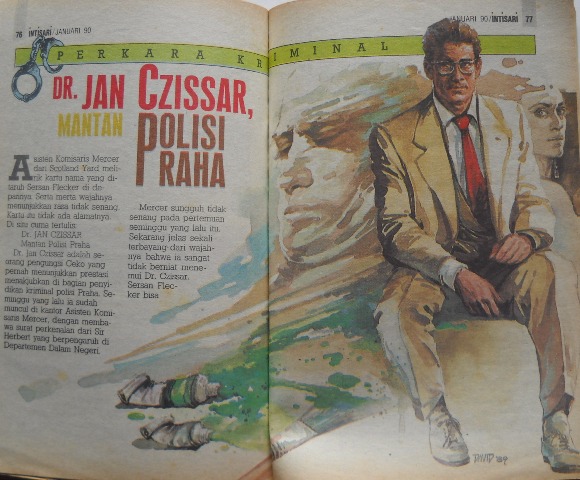 76 INTISARI/JANUARI 90
JANUARI 90/INTISARI 77
PERKARA KRIMINAL
DR. JAN CZISSAR,
MANTAN POLISI
PRAHA
Asisten Komisaris Mercer
dari Scotland Yard meli-
rik kartu nama yang di-
taruh Sersan Flecker di de-
pannya. Serta merta wajahnya
menunjukkan rasa tidak senang.
Kartu itu tidak ada alamatnya.
Di situ cuma tertulis:
Dr. JAN CZISSAR
Mantan Polisi Praha.
Dr. Jan Czissar adalah se-
orang pengungsi Ceko yang
pernah menunjukkan prestasi
menakjubkan di bagian penyi-
dikan kriminal polisi Praha. Se-
minggu yang lalu ia sudah
muncul di kantor Asisten Komi-
saris Mercer, dengan memba-
wa surat perkenalan dari Sir
Herbert yang berpengaruh di
Departemen Dalam Negeri.
Mercer sungguh tidak
senang pada pertemuan
seminggu yang lalu itu.
Sekarang jelas sekali
terbayang dari wajah-
nya bahwa ia sangat
tidak berniat mene-
mui Dr. Czissar.
Sersan Flec-
ker bisa
DAVID '89